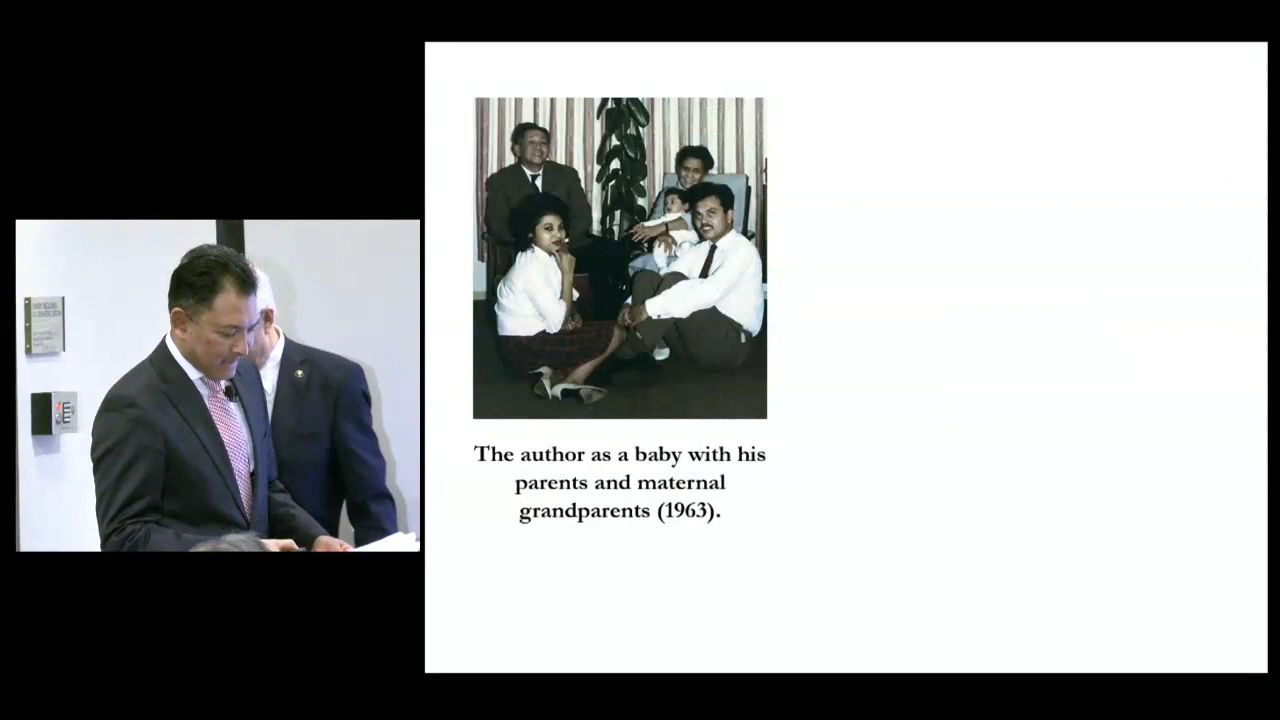 The author as a baby with his
parents and maternal
grandparents (1963).